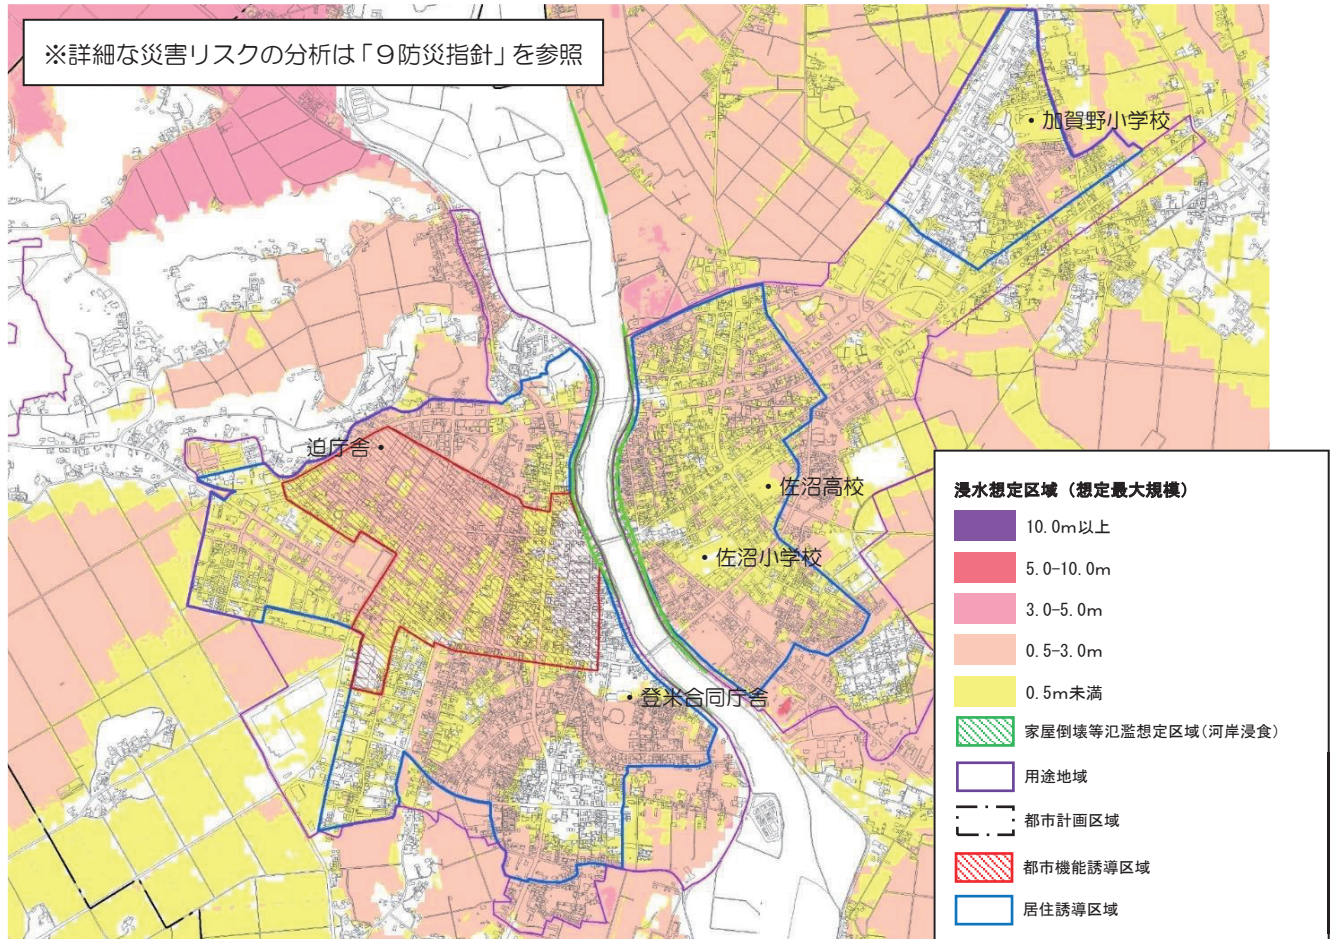 ※詳細な災害リスクの分析は「9防災指針」を参照
・加賀野小学校
迫庁舎・
・佐沼高校
・佐沼小学校
・登米合同庁舎
浸水想定区域（想定最大規模）
10.0m以上
5.0-10.0m
3.0-5.0m
0.5-3.0m
0.5m未満
家屋倒壊等氾濫想定区域(河岸浸食)
用途地域
都市計画区域
都市機能誘導区域
居住誘導区域